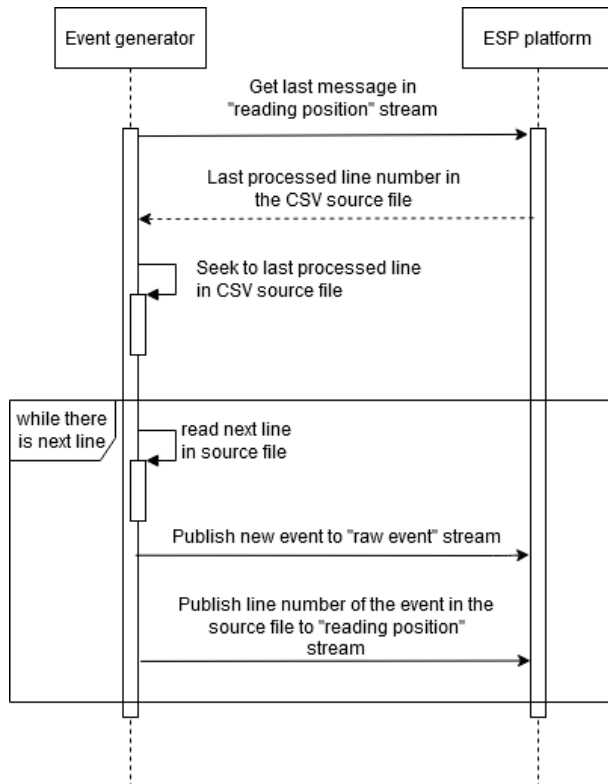 Event generator
ESP platform
Get last message in
"reading position" stream
Last processed line number in
the CSV source file
Seek to last processed line
in CSV source file
while there
is next line
read next line
in source file
Publish new event to "raw event" stream
Publish line number of the event in the
source file to "reading position"
stream